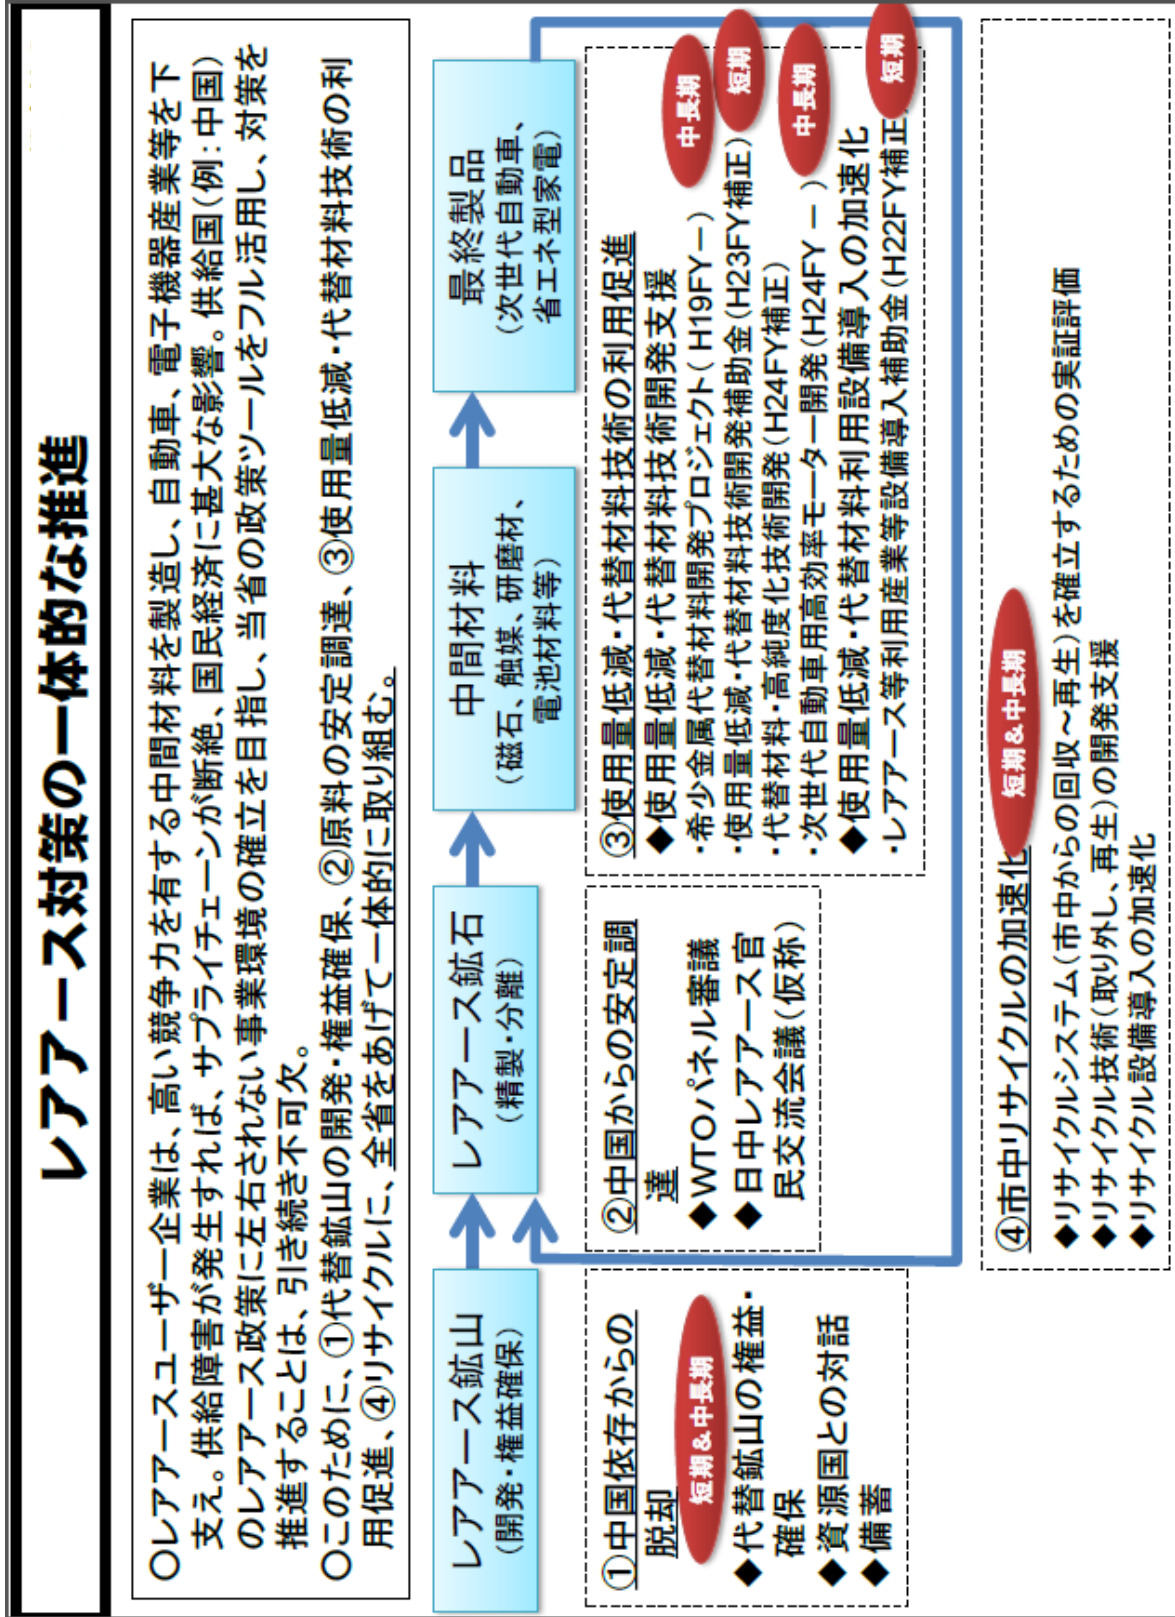 レアアース対策の一体的な推進
○レアアースユーザー企業は、高い競争力を有する中間材料を製造し、自動車、電子機器産業等を下
支え。供給障害が発生すれば、サプライチェーンが断絶、国民経済に甚大な影響。供給国(例：中国)
のレアアース政策に左右されない事業環境の確立を目指し、当省の政策ツールをフル活用し、対策を
推進することは、引き続き不可欠。
○このために、①代替鉱山の開発・権益確保、②原料の安定調達、③使用量低減・代替材料技術の利
用促進、④リサイクルに、全省をあげて一体的に取り組む。
レアアース鉱山
(開発・権益確保)
レアアース鉱石
(精製・分離)
中間材料
(磁石、触媒、研磨材、
電池材料等)
最終製品
(次世代自動車、
省エネ型家電)
①中国依存からの
脱却
短期＆中長期
◆代替鉱山の権益・
確保
◆資源国との対話
◆備蓄
②中国からの安定調
達
◆WTOパネル審議
◆日中レアアース官
民交流会議(仮称)
③使用量低減・代替材料技術の利用促進
◆使用量低減・代替材料技術開発支援
・希少金属代替材料開発プロジェクト( H19FYー)
中長期
・使用量低減・代替材料技術開発補助金(H23FY補正)
短期
・代替材料・高純度化技術開発(H24FY補正)
・次世代自動車用高効率モーター開発(H24FY ー )
中長期
◆使用量低減・代替材料利用設備導入の加速化
・レアアース等利用産業等設備導入補助金(H22FY補正)
短期
④市中リサイクルの加速化
短期＆中長期
◆リサイクルシステム(市中からの回収～再生)を確立するための実証評価
◆リサイクル技術(取り外し、再生)の開発支援
◆リサイクル設備導入の加速化